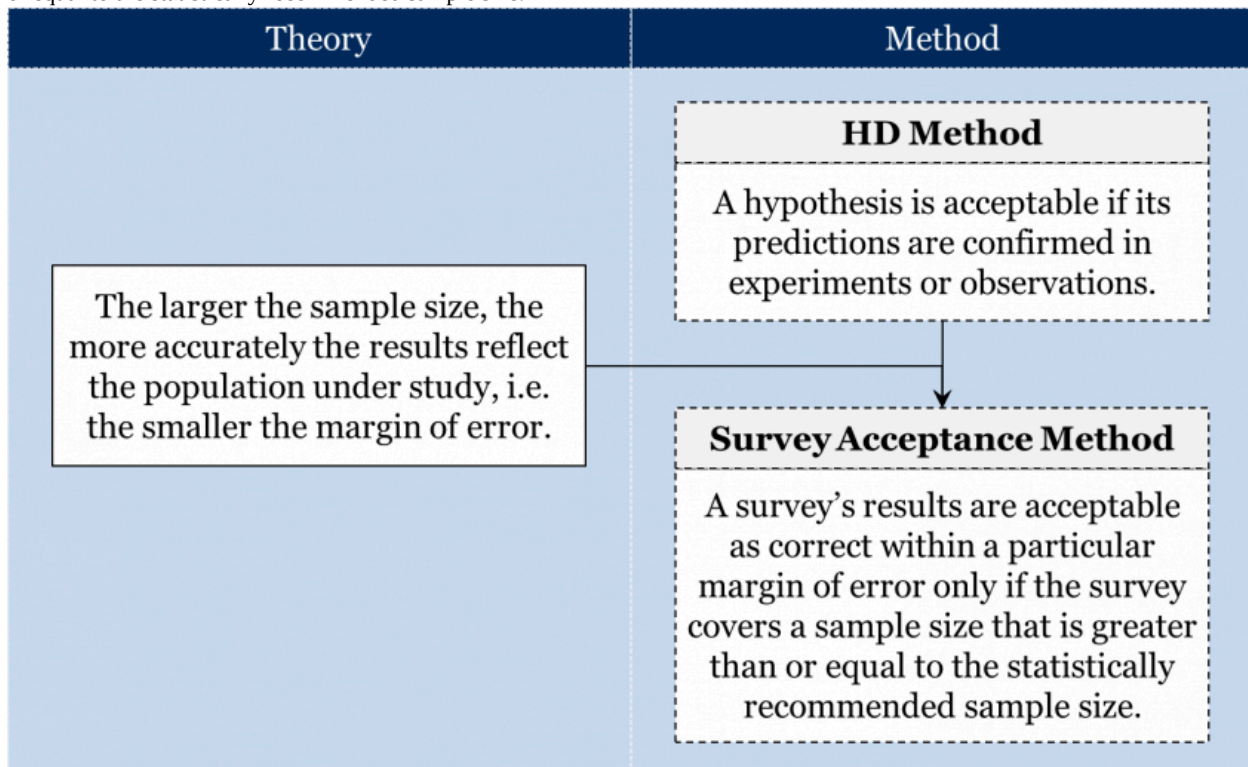 Theory
Method
HD Method
A hypothesis is acceptable if its
predictions are confirmed in
experiments or observations.
The larger the sample size, the
more accurately the results reflect
the population under study, i.e.
the smaller the margin of error.
Survey Acceptance Method
A survey’s results are acceptable
as correct within a particular
margin of error only if the survey
covers a sample size that is greater
than or equal to the statistically
recommended sample size.